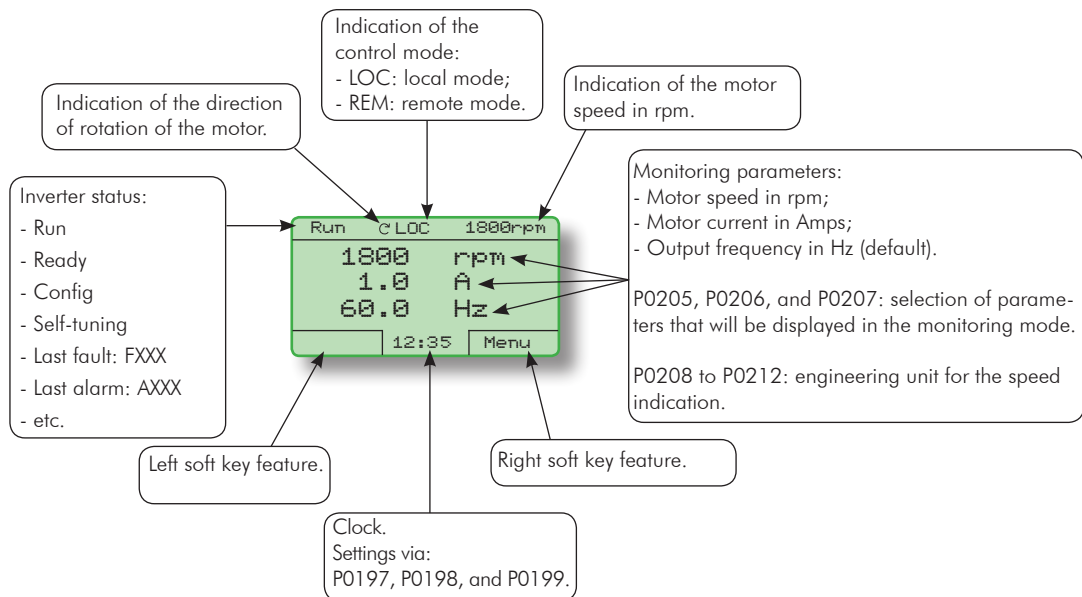 Indication of the
control mode:
- LOC: local mode;
- REM: remote mode.
Indication of the direction
of rotation of the motor.
Indication of the motor
speed in rpm.
Inverter status:
- Run
- Ready
- Config
- Self-tuning
- Last fault: FXXX
- Last alarm: AXXX
- etc.
Run LOC 1800rpm
1800 rpm
1.0 A
60.0 Hz
12:35 Menu
Monitoring parameters:
- Motor speed in rpm;
- Motor current in Amps;
- Output frequency in Hz (default).
P0205, P0206, and P0207: selection of parame-
ters that will be displayed in the monitoring mode.
P0208 to P0212: engineering unit for the speed
indication.
Left soft key feature.
Right soft key feature.
Clock.
Settings via:
P0197, P0198, and P0199.